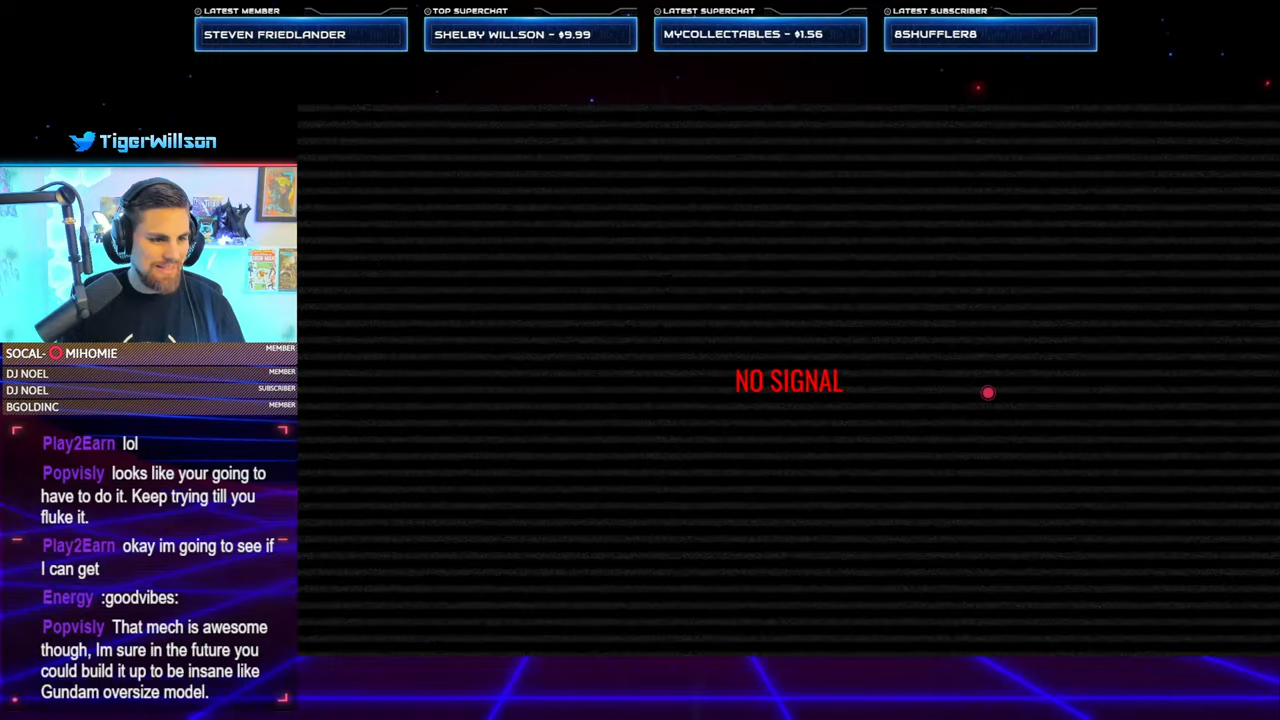 LATEST MEMBER
STEVEN FRIEDLANDER
TOP SUPERCHAT
SHELBY WILLSON - $9.99
LATEST SUPERCHAT
MYCOLLECTABLES - $1.56
LATEST SUBSCRIBER
8SHUFFLER8
TigerWillson
IRON MAN
SOCAL- ⭕ MIHOMIE MEMBER
DJ NOEL MEMBER
DJ NOEL SUBSCRIBER
BGOLDINC MEMBER
Play2Earn lol
Popvisly looks like your going to
have to do it. Keep trying till you
fluke it.
Play2Earn okay im going to see if
I can get
Energy :goodvibes:
Popvisly That mech is awesome
though, Im sure in the future you
could build it up to be insane like
Gundam oversize model.
NO SIGNAL